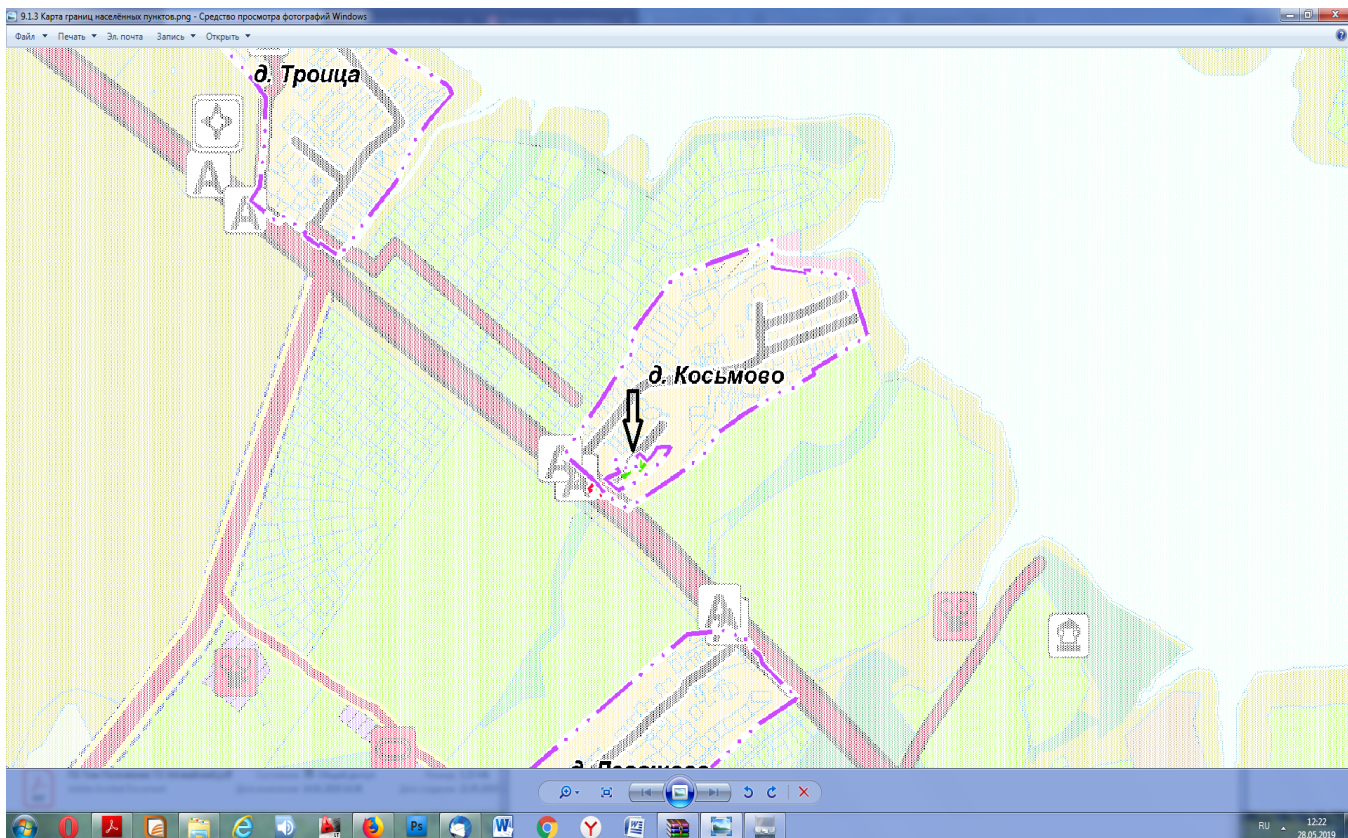 9.1.3 Карта границ населённых пунктов.png - Средство просмотра фотографий Windows
Файл Печать Эл. почта Запись Открыть
д. Троица
А
А
д. Косьмово
А
А
А
RU 12:22
28.05.2019